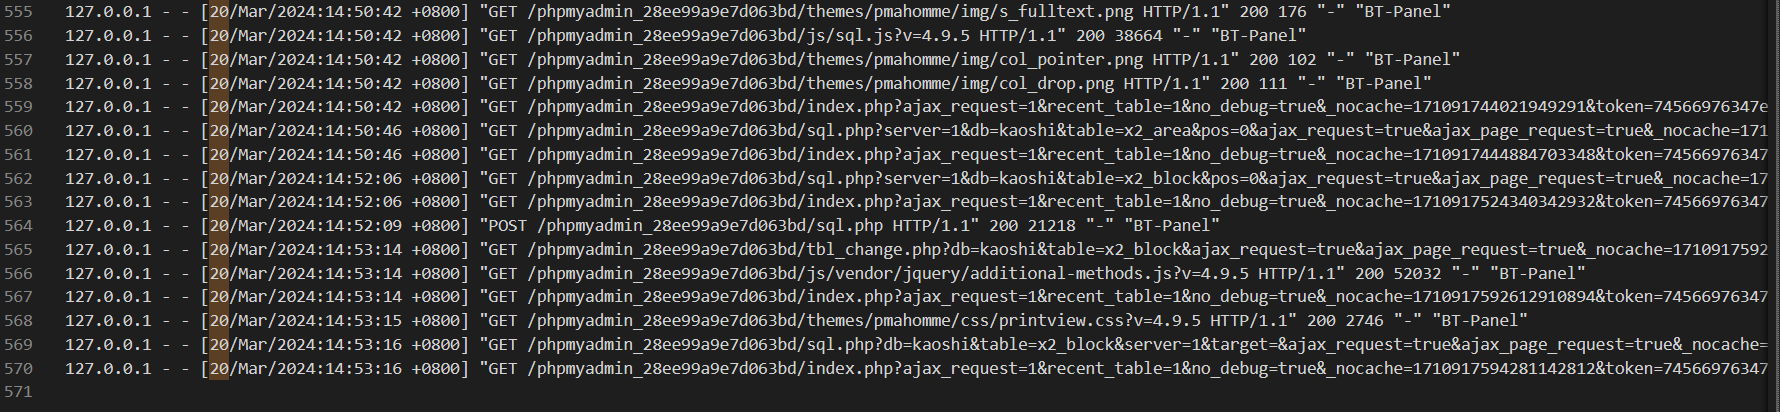 555 127.0.0.1 - - [20/Mar/2024:14:50:42 +0800] "GET /phpmyadmin_28ee99a9e7d063bd/themes/pmahomme/img/s_fulltext.png HTTP/1.1" 200 176 "-" "BT-Panel"
556 127.0.0.1 - - [20/Mar/2024:14:50:42 +0800] "GET /phpmyadmin_28ee99a9e7d063bd/js/sql.js?v=4.9.5 HTTP/1.1" 200 38664 "-" "BT-Panel"
557 127.0.0.1 - - [20/Mar/2024:14:50:42 +0800] "GET /phpmyadmin_28ee99a9e7d063bd/themes/pmahomme/img/col_pointer.png HTTP/1.1" 200 102 "-" "BT-Panel"
558 127.0.0.1 - - [20/Mar/2024:14:50:42 +0800] "GET /phpmyadmin_28ee99a9e7d063bd/themes/pmahomme/img/col_drop.png HTTP/1.1" 200 111 "-" "BT-Panel"
559 127.0.0.1 - - [20/Mar/2024:14:50:42 +0800] "GET /phpmyadmin_28ee99a9e7d063bd/index.php?ajax_request=1&recent_table=1&no_debug=true&_nocache=171091744021949291&token=74566976347e
560 127.0.0.1 - - [20/Mar/2024:14:50:46 +0800] "GET /phpmyadmin_28ee99a9e7d063bd/sql.php?server=1&db=kaoshi&table=x2_area&pos=0&ajax_request=true&ajax_page_request=true&_nocache=171
561 127.0.0.1 - - [20/Mar/2024:14:50:46 +0800] "GET /phpmyadmin_28ee99a9e7d063bd/index.php?ajax_request=1&recent_table=1&no_debug=true&_nocache=1710917444884703348&token=74566976347
562 127.0.0.1 - - [20/Mar/2024:14:52:06 +0800] "GET /phpmyadmin_28ee99a9e7d063bd/sql.php?server=1&db=kaoshi&table=x2_block&pos=0&ajax_request=true&ajax_page_request=true&_nocache=17
563 127.0.0.1 - - [20/Mar/2024:14:52:06 +0800] "GET /phpmyadmin_28ee99a9e7d063bd/index.php?ajax_request=1&recent_table=1&no_debug=true&_nocache=1710917524340342932&token=74566976347
564 127.0.0.1 - - [20/Mar/2024:14:52:09 +0800] "POST /phpmyadmin_28ee99a9e7d063bd/sql.php HTTP/1.1" 200 21218 "-" "BT-Panel"
565 127.0.0.1 - - [20/Mar/2024:14:53:14 +0800] "GET /phpmyadmin_28ee99a9e7d063bd/tbl_change.php?db=kaoshi&table=x2_block&ajax_request=true&ajax_page_request=true&_nocache=1710917592
566 127.0.0.1 - - [20/Mar/2024:14:53:14 +0800] "GET /phpmyadmin_28ee99a9e7d063bd/js/vendor/jquery/additional-methods.js?v=4.9.5 HTTP/1.1" 200 52032 "-" "BT-Panel"
567 127.0.0.1 - - [20/Mar/2024:14:53:14 +0800] "GET /phpmyadmin_28ee99a9e7d063bd/index.php?ajax_request=1&recent_table=1&no_debug=true&_nocache=1710917592612910894&token=74566976347
568 127.0.0.1 - - [20/Mar/2024:14:53:15 +0800] "GET /phpmyadmin_28ee99a9e7d063bd/themes/pmahomme/css/printview.css?v=4.9.5 HTTP/1.1" 200 2746 "-" "BT-Panel"
569 127.0.0.1 - - [20/Mar/2024:14:53:16 +0800] "GET /phpmyadmin_28ee99a9e7d063bd/sql.php?db=kaoshi&table=x2_block&server=1&target=&ajax_request=true&ajax_page_request=true&_nocache=
570 127.0.0.1 - - [20/Mar/2024:14:53:16 +0800] "GET /phpmyadmin_28ee99a9e7d063bd/index.php?ajax_request=1&recent_table=1&no_debug=true&_nocache=1710917594281142812&token=74566976347
571